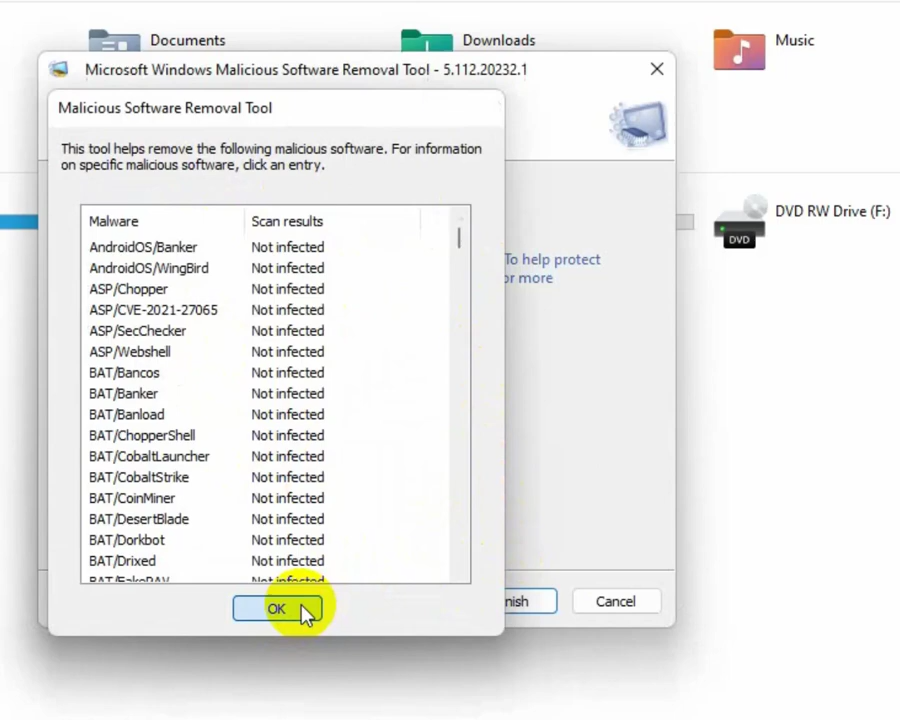 Documents
Downloads
Music
Microsoft Windows Malicious Software Removal Tool - 5.112.20232.1
Malicious Software Removal Tool
This tool helps remove the following malicious software. For information
on specific malicious software, click an entry.
Malware Scan results
AndroidOS/Banker Not infected
AndroidOS/WingBird Not infected
ASP/Chopper Not infected
ASP/CVE-2021-27065 Not infected
ASP/SecChecker Not infected
ASP/Webshell Not infected
BAT/Bancos Not infected
BAT/Banker Not infected
BAT/Banload Not infected
BAT/ChopperShell Not infected
BAT/CobaltLauncher Not infected
BAT/CobaltStrike Not infected
BAT/CoinMiner Not infected
BAT/DesertBlade Not infected
BAT/Dorkbot Not infected
BAT/Drixed Not infected
BAT/FakePAV Not infected
OK
To help protect
or more
nish
Cancel
DVD RW Drive (F:)
DVD